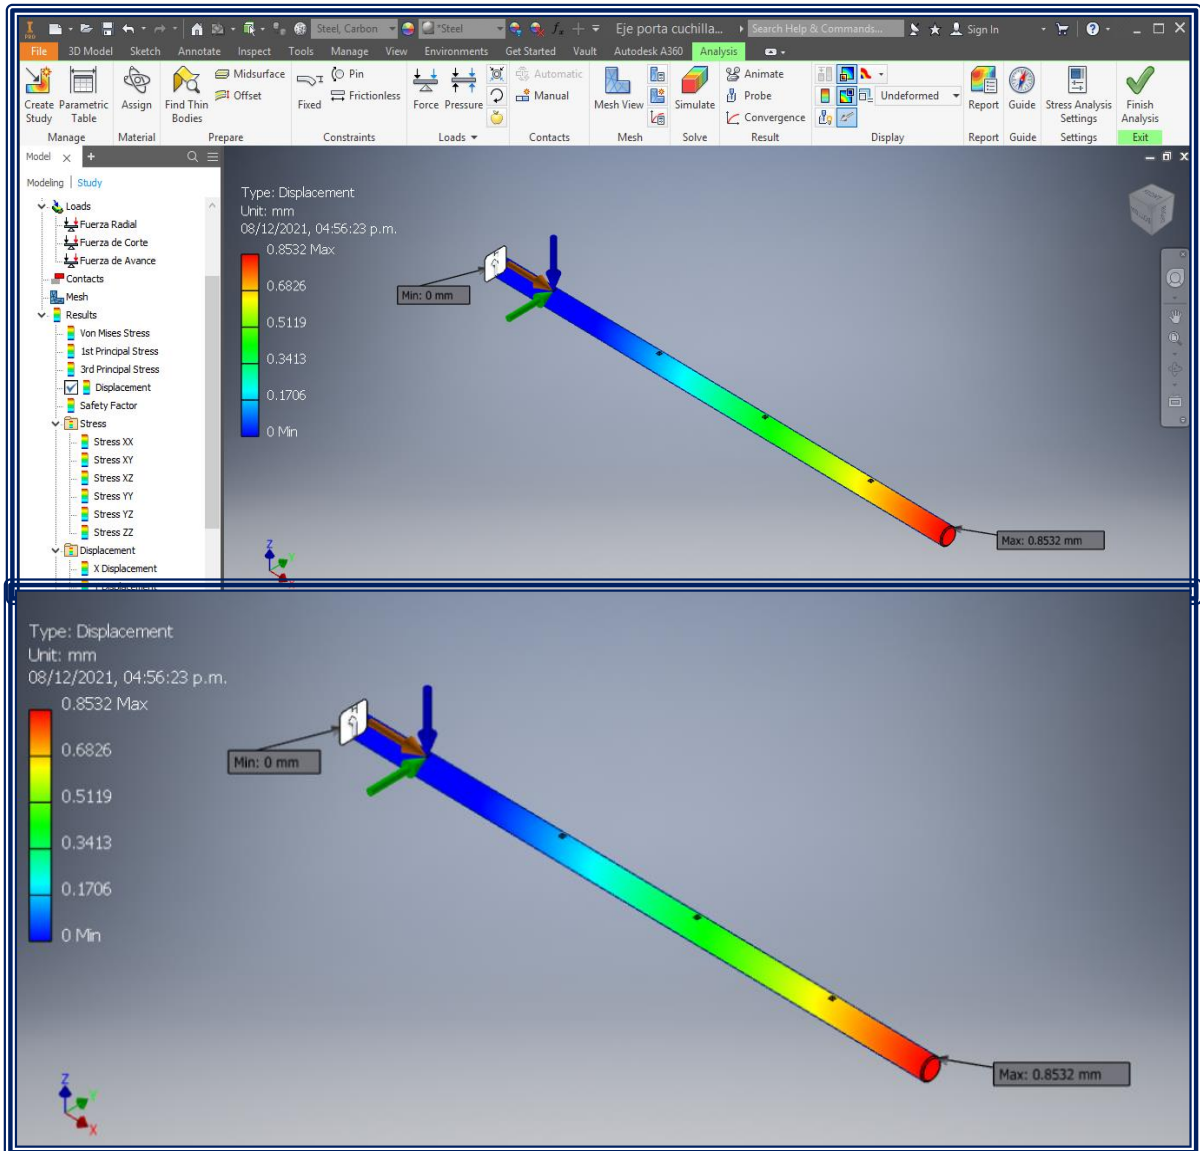 PRO
Steel, Carbon
*Steel
Eje porta cuchilla...
Search Help & Commands...
Sign In
File 3D Model Sketch Annotate Inspect Tools Manage View Environments Get Started Vault Autodesk A360 Analysis
Create Study
Parametric Table
Assign
Find Thin Bodies
Midsurface
Offset
Fixed
Pin
Frictionless
Force
Pressure
Automatic
Manual
Mesh View
Simulate
Animate
Probe
Convergence
Undeformed
Report
Guide
Stress Analysis Settings
Finish Analysis
Manage Material Prepare Constraints Loads Contacts Mesh Solve Result Display Report Guide Settings Exit
Model
Modeling | Study
Loads
Fuerza Radial
Fuerza de Corte
Fuerza de Avance
Contacts
Mesh
Results
Von Mises Stress
1st Principal Stress
3rd Principal Stress
Displacement
Safety Factor
Stress
Stress XX
Stress XY
Stress XZ
Stress YY
Stress YZ
Stress ZZ
Displacement
X Displacement
Y Displacement
Type: Displacement
Unit: mm
08/12/2021, 04:56:23 p.m.
0.8532 Max
0.6826
0.5119
0.3413
0.1706
0 Min
Min: 0 mm
Max: 0.8532 mm
FRONT
Z
Y
Type: Displacement
Unit: mm
08/12/2021, 04:56:23 p.m.
0.8532 Max
0.6826
0.5119
0.3413
0.1706
0 Min
Min: 0 mm
Max: 0.8532 mm
Z
Y
X